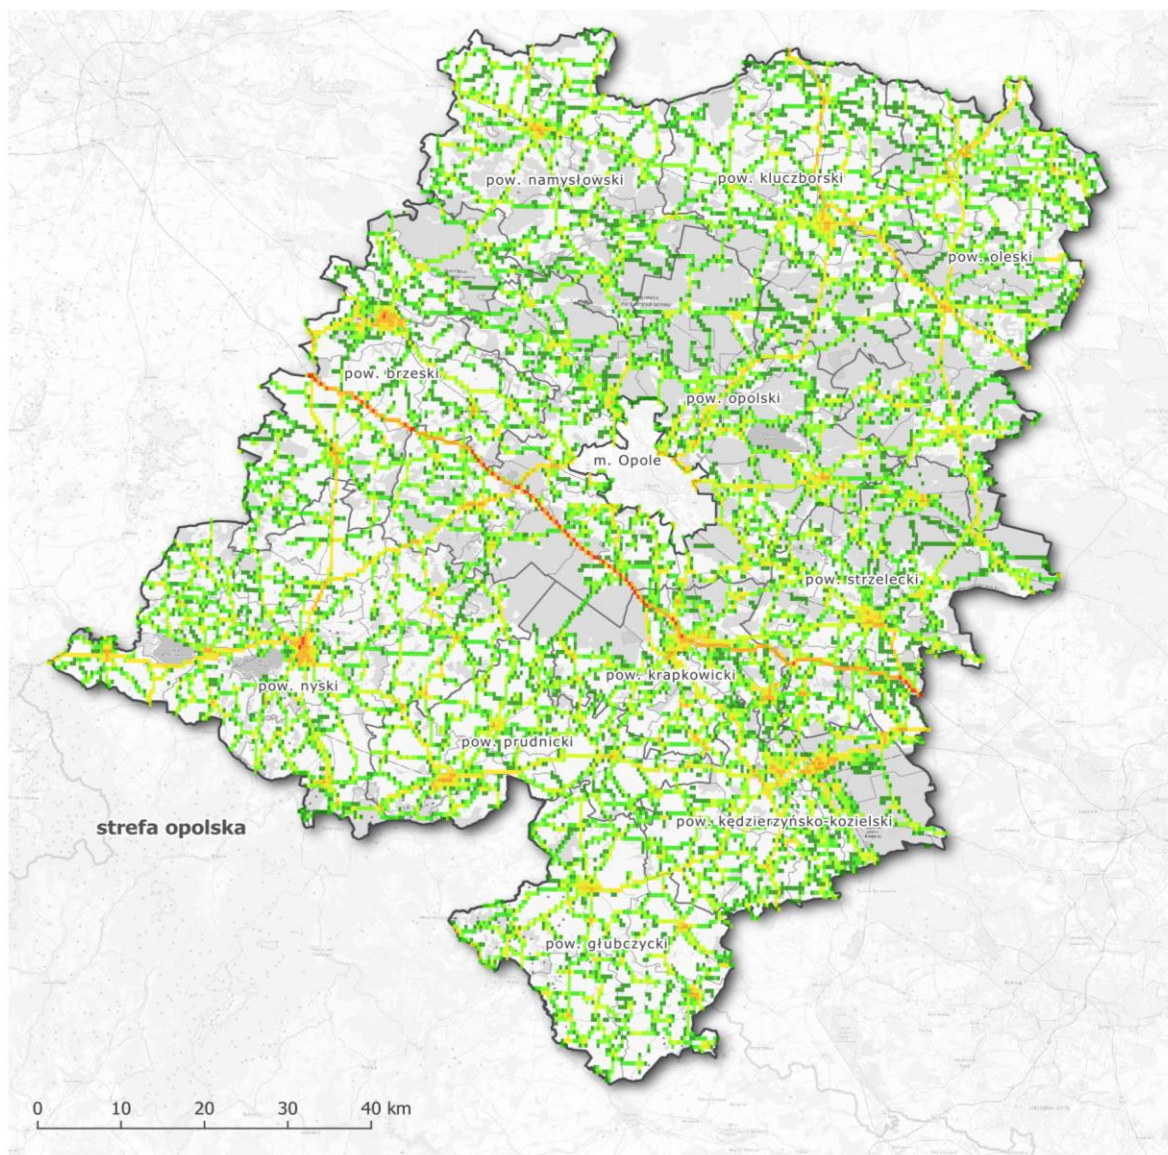 pow. namysłowski
pow. kluczborski
pow. oleski
pow. brzeski
pow. opolski
m. Opole
pow. strzelecki
pow. nyski
pow. krapkowicki
pow. prudnicki
strefa opolska
pow. kędzierzyńsko-kozielski
pow. głubczycki
0 10 20 30 40 km